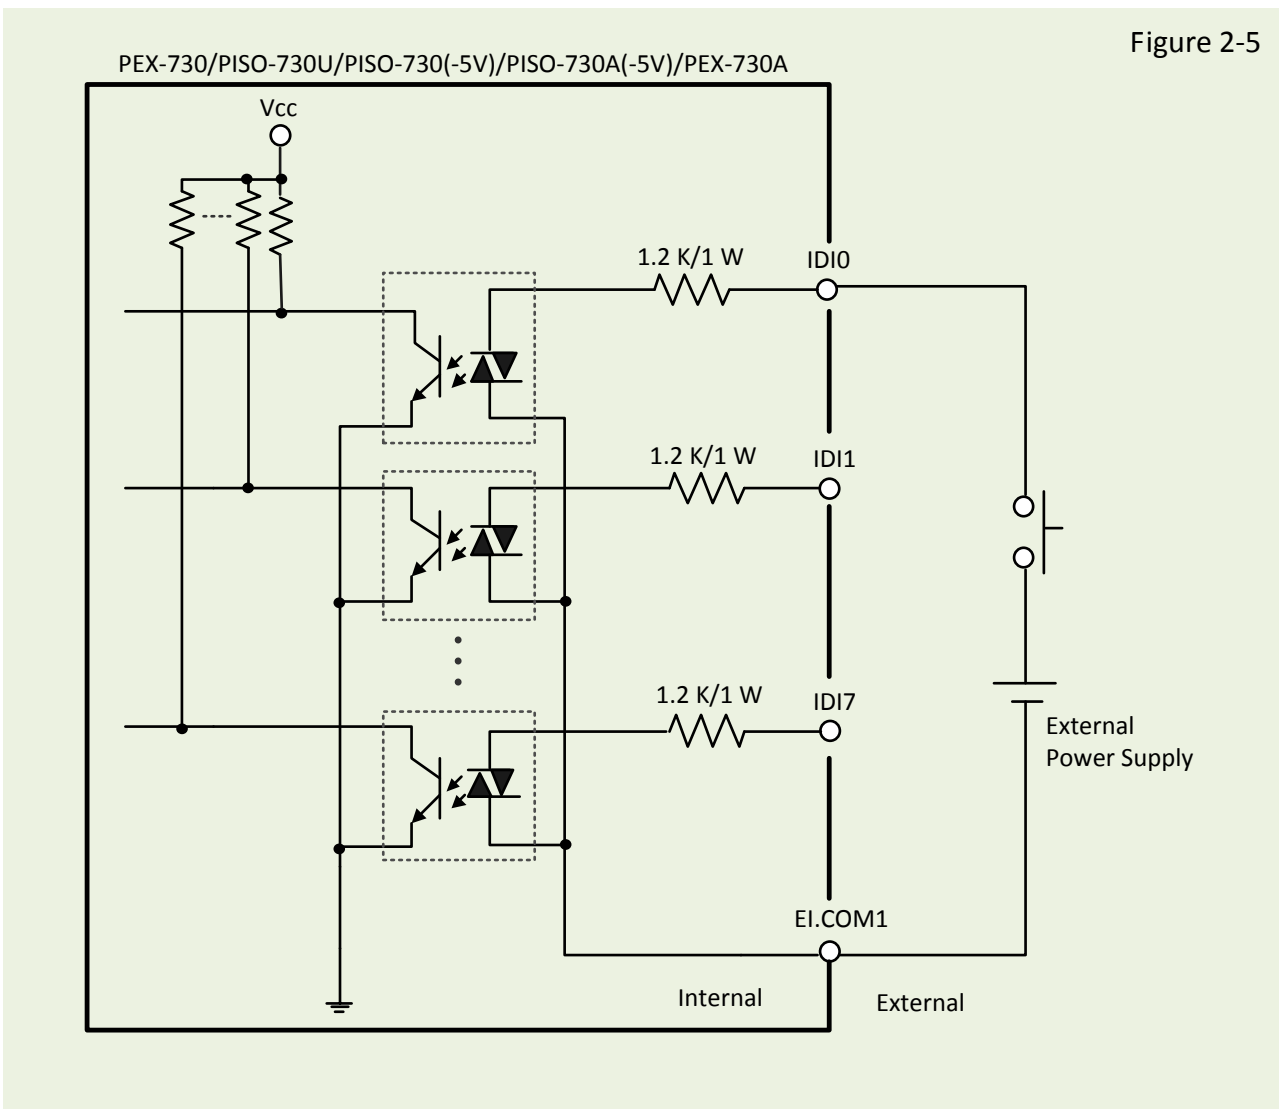 Figure 2-5
PEX-730/PISO-730U/PISO-730(-5V)/PISO-730A(-5V)/PEX-730A
Vcc
1.2 K/1 W
IDI0
1.2 K/1 W
IDI1
1.2 K/1 W
IDI7
External
Power Supply
EI.COM1
Internal
External